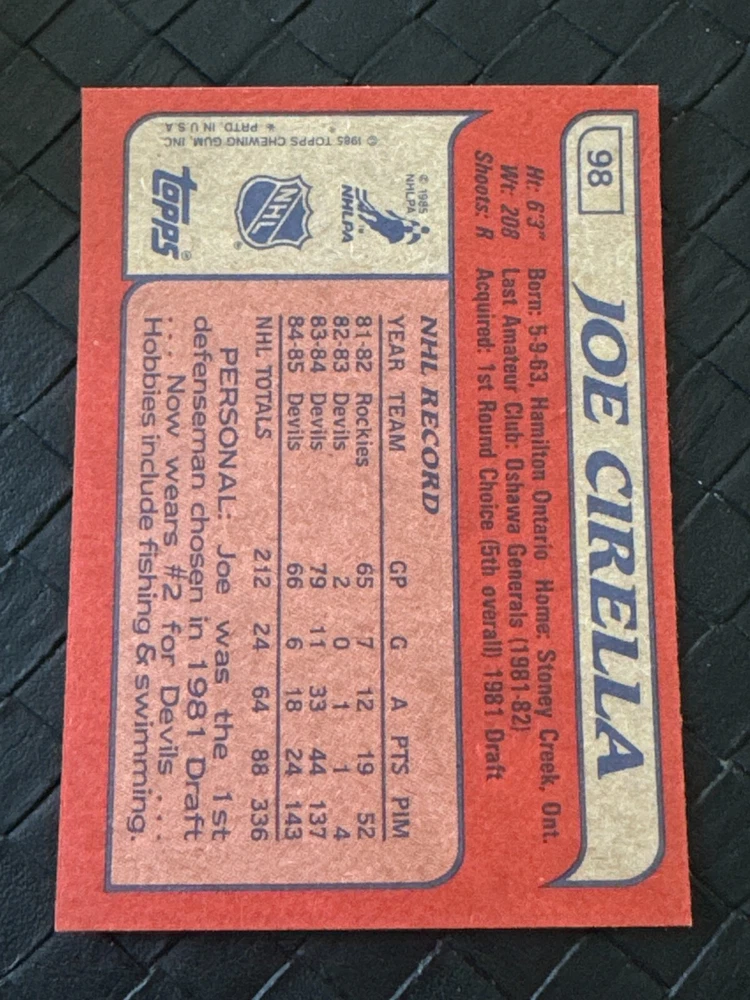 98 JOE CIRELLA
Ht: 6'3" Born: 5-9-63, Hamilton Ontario Home: Stoney Creek, Ont.
Wt: 208 Last Amateur Club: Oshawa Generals (1981-82)
Shoots: R Acquired: 1st Round Choice (5th overall) 1981 Draft
© 1985
NHLPA
NHLPA
TM
NHL
®
topps®
© 1985 TOPPS CHEWING GUM, INC.
* PRTD. IN U.S.A.
NHL RECORD
YEAR TEAM GP G A PTS PIM
81-82 Rockies 65 7 12 19 52
82-83 Devils 2 0 1 1 4
83-84 Devils 79 11 33 44 137
84-85 Devils 66 6 18 24 143
NHL TOTALS 212 24 64 88 336
PERSONAL: Joe was the 1st
defenseman chosen in 1981 Draft
. . . Now wears #2 for Devils . . .
Hobbies include fishing & swimming.